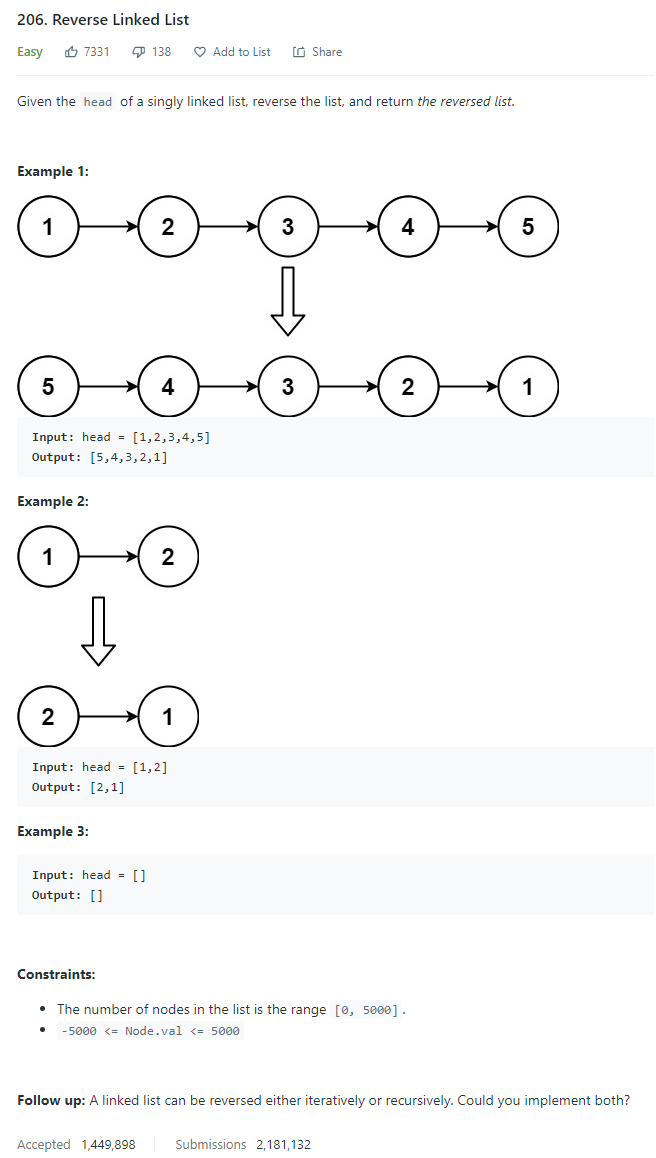 206. Reverse Linked List
Easy 7331 138 Add to List Share
Given the head of a singly linked list, reverse the list, and return the reversed list.
Example 1:
1 2 3 4 5
5 4 3 2 1
Input: head = [1,2,3,4,5]
Output: [5,4,3,2,1]
Example 2:
1 2
2 1
Input: head = [1,2]
Output: [2,1]
Example 3:
Input: head = []
Output: []
Constraints:
• The number of nodes in the list is the range [0, 5000].
• -5000 <= Node.val <= 5000
Follow up: A linked list can be reversed either iteratively or recursively. Could you implement both?
Accepted 1,449,898 Submissions 2,181,132